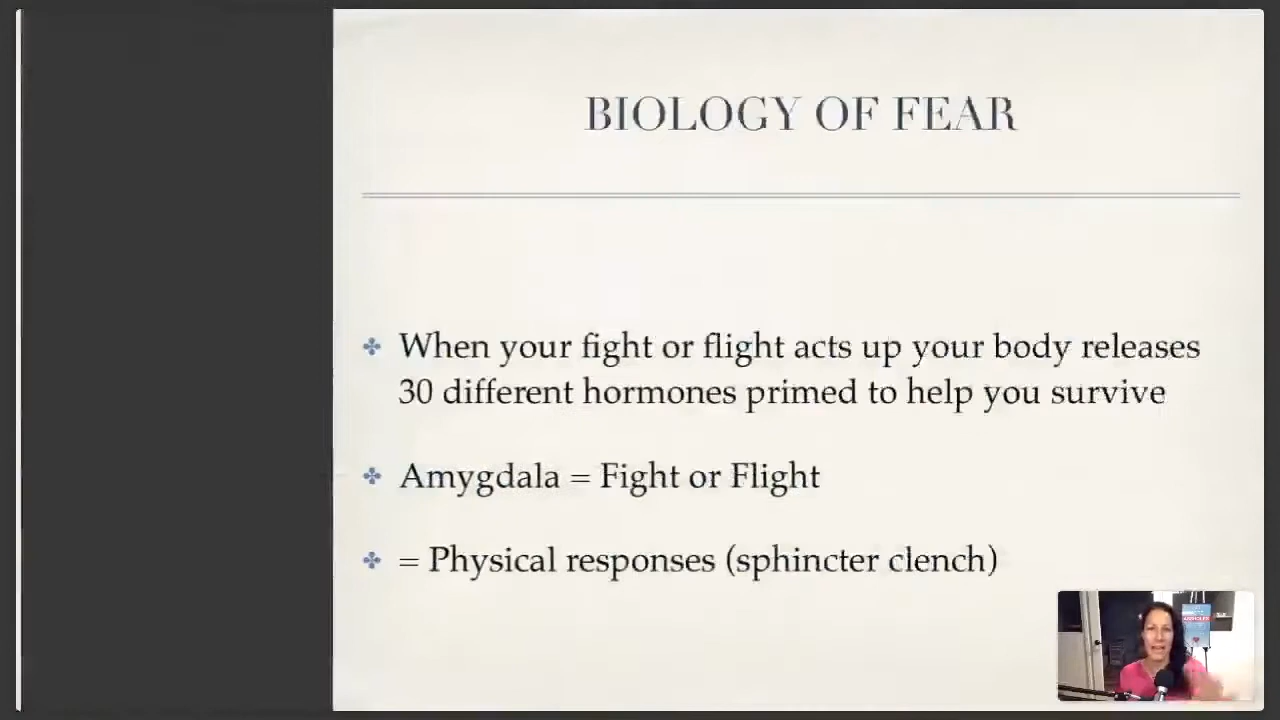 BIOLOGY OF FEAR
When your fight or flight acts up your body releases
30 different hormones primed to help you survive
Amygdala = Fight or Flight
= Physical responses (sphincter clench)